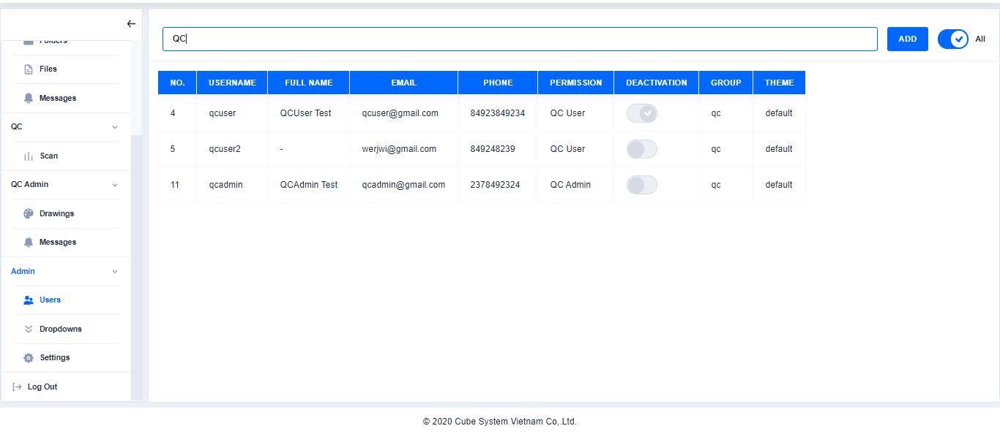 Folders
Files
Messages
QC
Scan
QC Admin
Drawings
Messages
Admin
Users
Dropdowns
Settings
Log Out
QC
ADD
All
NO. USERNAME FULL NAME EMAIL PHONE PERMISSION DEACTIVATION GROUP THEME
4 qcuser QCUser Test qcuser@gmail.com 84923849234 QC User qc default
5 qcuser2 - werjwi@gmail.com 849248239 QC User qc default
11 qcadmin QCAdmin Test qcadmin@gmail.com 2378492324 QC Admin qc default
© 2020 Cube System Vietnam Co,.Ltd.